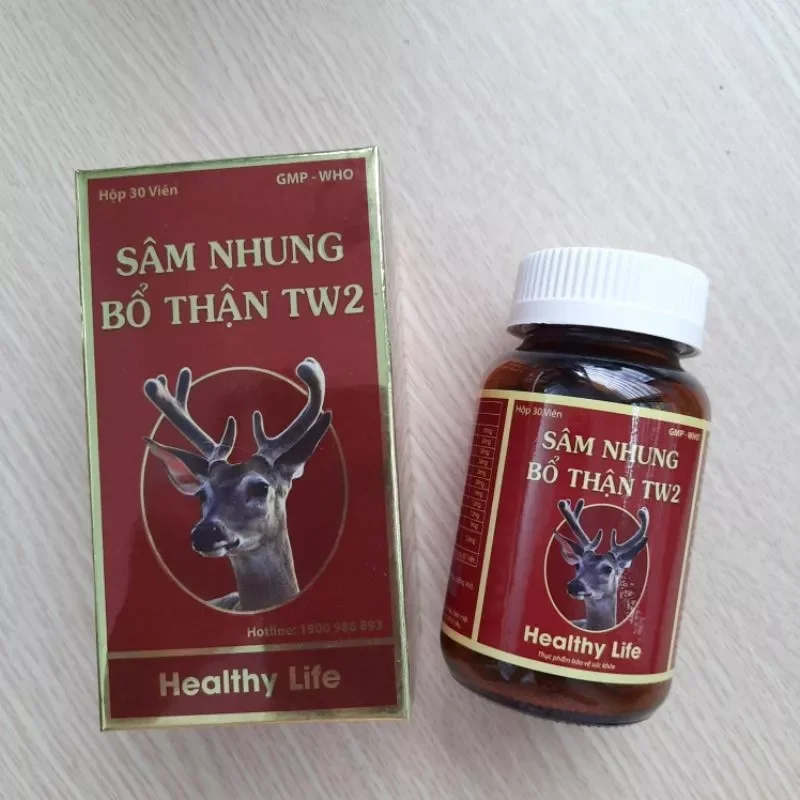 Hộp 30 Viên
GMP - WHO
SÂM NHUNG
BỔ THẬN TW2
Hotline: 1900 988 893
Healthy Life
Hộp 30 Viên
GMP - WHO
SÂM NHUNG
BỔ THẬN TW2
Healthy Life
Thực phẩm bảo vệ sức khỏe